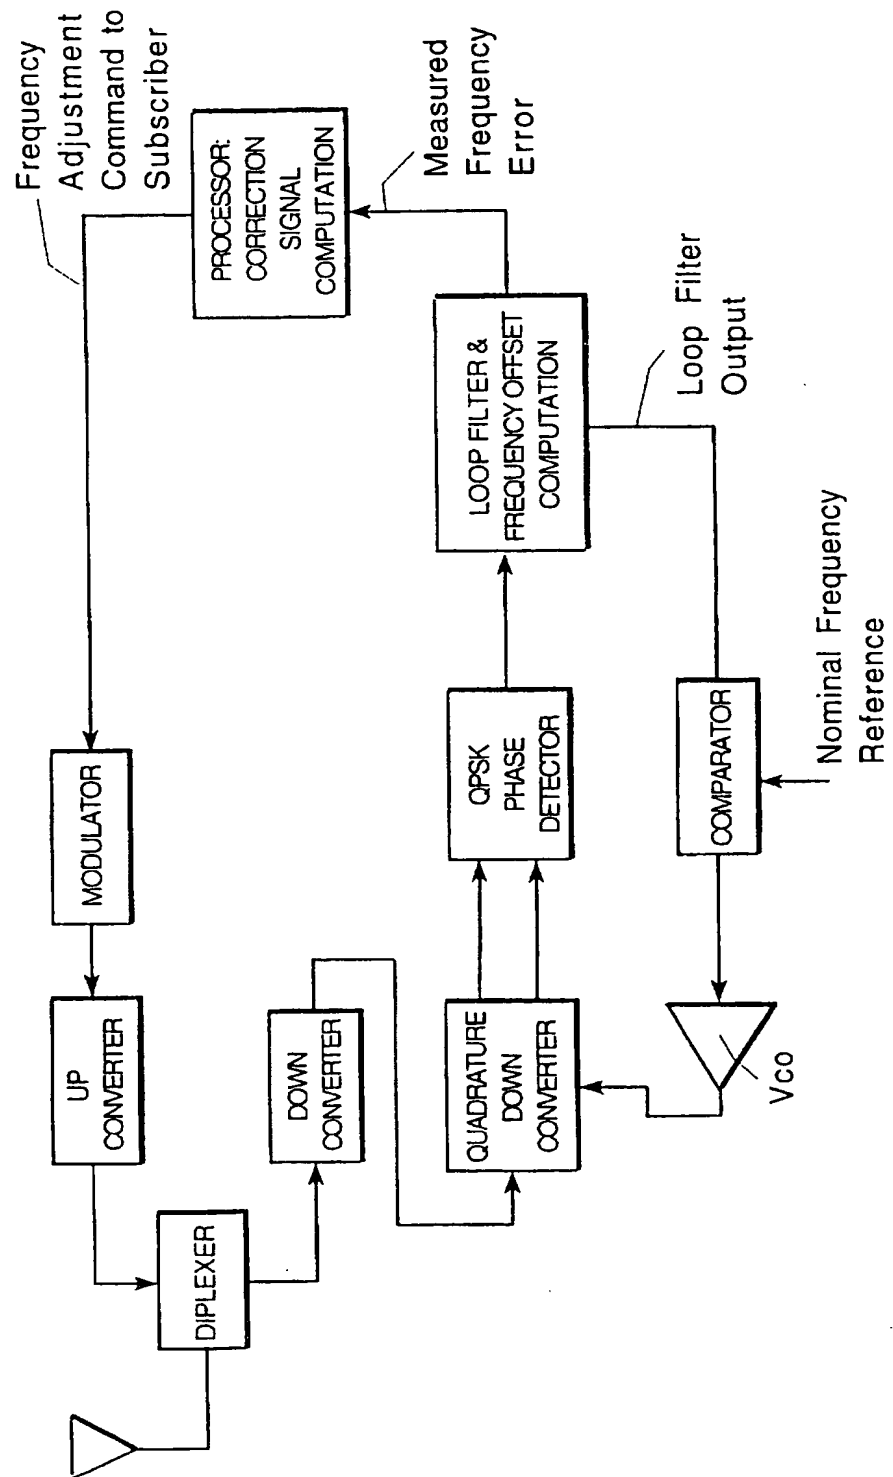 Frequency
Adjustment
Command to
Subscriber
UP
CONVERTER
MODULATOR
PROCESSOR:
CORRECTION
SIGNAL
COMPUTATION
DIPLEXER
DOWN
CONVERTER
Measured
Frequency
Error
QUADRATURE
DOWN
CONVERTER
QPSK
PHASE
DETECTOR
LOOP FILTER &
FREQUENCY OFFSET
COMPUTATION
Loop Filter
Output
COMPARATOR
Vco
Nominal Frequency
Reference